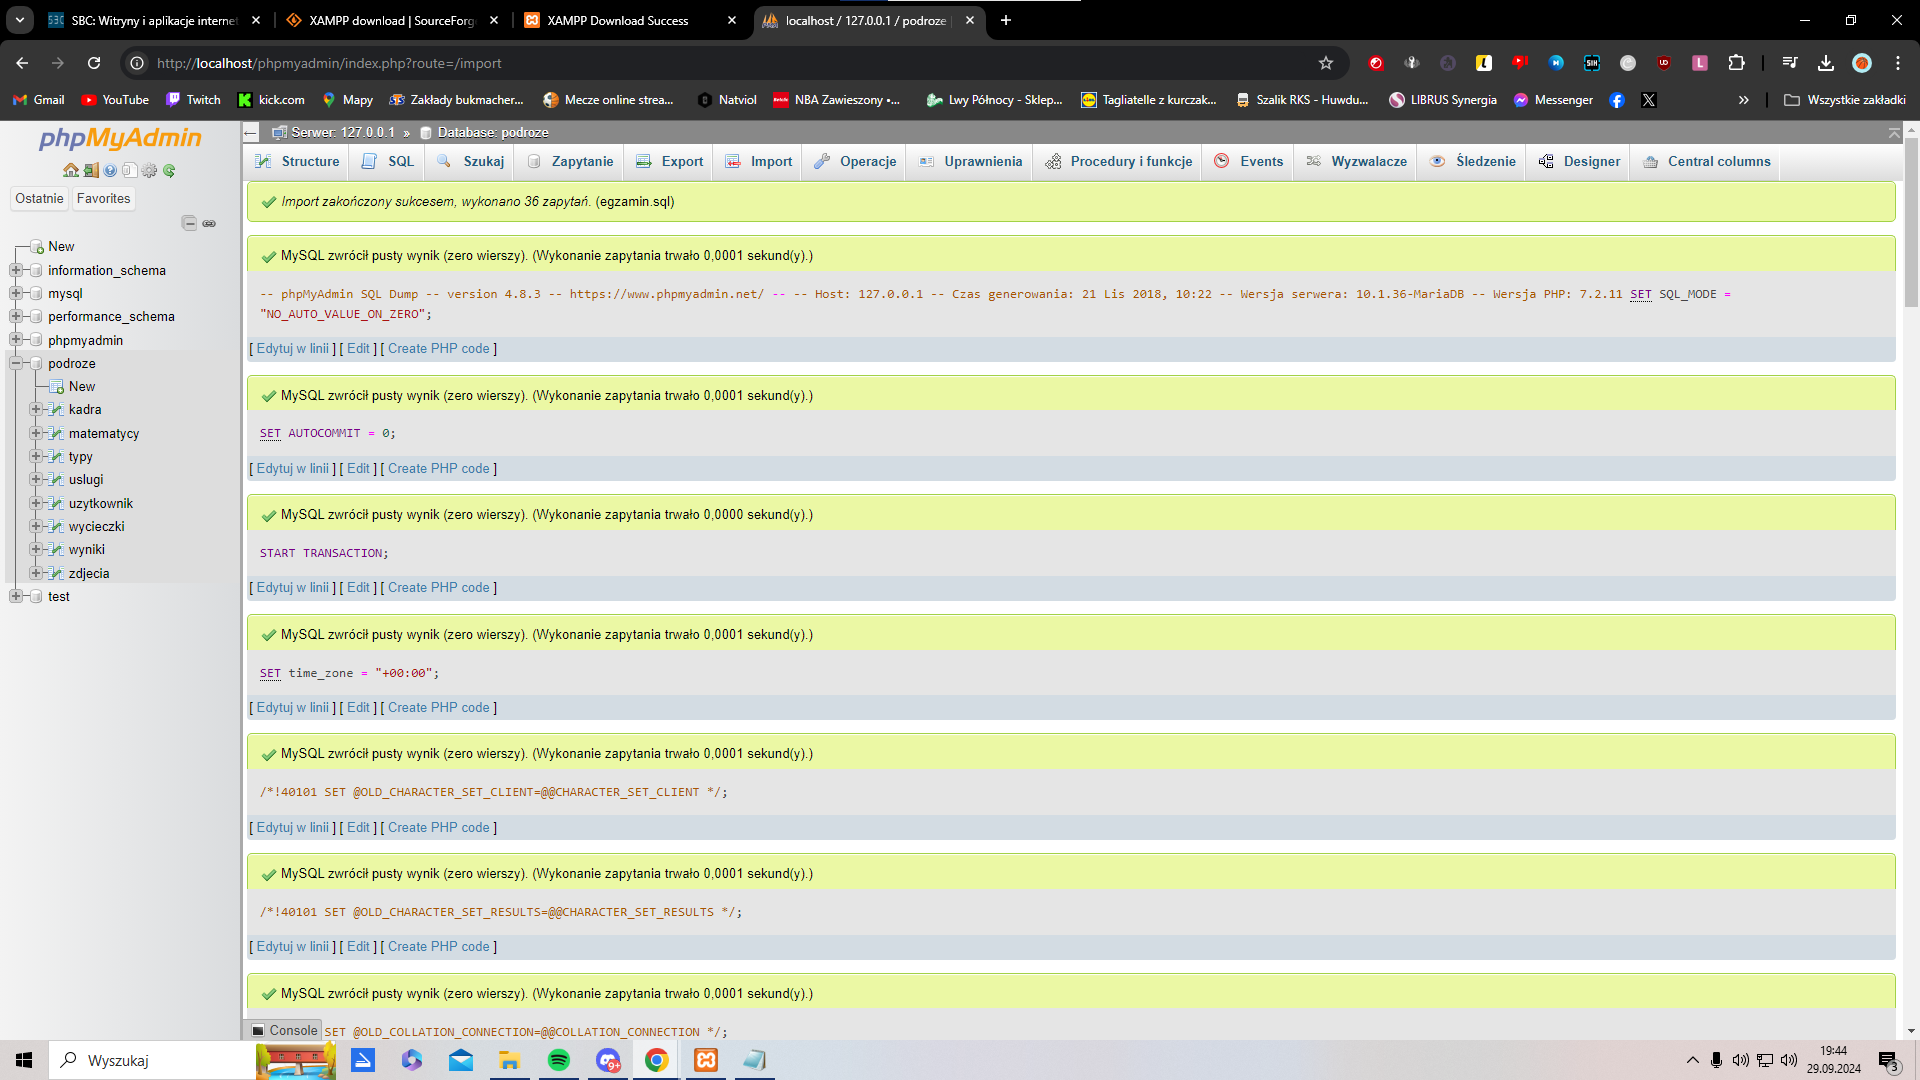 SBC: Witryny i aplikacje internet
XAMPP download | SourceForg
XAMPP Download Success
localhost / 127.0.0.1 / podroze
http://localhost/phpmyadmin/index.php?route=/import
Gmail
YouTube
Twitch
kick.com
Mapy
Zakłady bukmacher...
Mecze online strea...
Natviol
NBA Zawieszony •...
Lwy Północy - Sklep...
Tagliatelle z kurczak...
Szalik RKS - Huwdu...
LIBRUS Synergia
Messenger
Wszystkie zakładki
phpMyAdmin
Ostatnie
Favorites
New
information_schema
mysql
performance_schema
phpmyadmin
podroze
New
kadra
matematycy
typy
uslugi
uzytkownik
wycieczki
wyniki
zdjecia
test
Serwer: 127.0.0.1 » Database: podroze
Structure
SQL
Szukaj
Zapytanie
Export
Import
Operacje
Uprawnienia
Procedury i funkcje
Events
Wyzwalacze
Śledzenie
Designer
Central columns
Import zakończony sukcesem, wykonano 36 zapytań. (egzamin.sql)
MySQL zwrócił pusty wynik (zero wierszy). (Wykonanie zapytania trwało 0,0001 sekund(y).)
-- phpMyAdmin SQL Dump -- version 4.8.3 -- https://www.phpmyadmin.net/ -- -- Host: 127.0.0.1 -- Czas generowania: 21 Lis 2018, 10:22 -- Wersja serwera: 10.1.36-MariaDB -- Wersja PHP: 7.2.11 SET SQL_MODE =
"NO_AUTO_VALUE_ON_ZERO";
[ Edytuj w linii ] [ Edit ] [ Create PHP code ]
MySQL zwrócił pusty wynik (zero wierszy). (Wykonanie zapytania trwało 0,0001 sekund(y).)
SET AUTOCOMMIT = 0;
[ Edytuj w linii ] [ Edit ] [ Create PHP code ]
MySQL zwrócił pusty wynik (zero wierszy). (Wykonanie zapytania trwało 0,0000 sekund(y).)
START TRANSACTION;
[ Edytuj w linii ] [ Edit ] [ Create PHP code ]
MySQL zwrócił pusty wynik (zero wierszy). (Wykonanie zapytania trwało 0,0001 sekund(y).)
SET time_zone = "+00:00";
[ Edytuj w linii ] [ Edit ] [ Create PHP code ]
MySQL zwrócił pusty wynik (zero wierszy). (Wykonanie zapytania trwało 0,0001 sekund(y).)
/*!40101 SET @OLD_CHARACTER_SET_CLIENT=@@CHARACTER_SET_CLIENT */;
[ Edytuj w linii ] [ Edit ] [ Create PHP code ]
MySQL zwrócił pusty wynik (zero wierszy). (Wykonanie zapytania trwało 0,0001 sekund(y).)
/*!40101 SET @OLD_CHARACTER_SET_RESULTS=@@CHARACTER_SET_RESULTS */;
[ Edytuj w linii ] [ Edit ] [ Create PHP code ]
MySQL zwrócił pusty wynik (zero wierszy). (Wykonanie zapytania trwało 0,0001 sekund(y).)
Console
SET @OLD_COLLATION_CONNECTION=@@COLLATION_CONNECTION */;
Wyszukaj
9+
19:44
29.09.2024
3